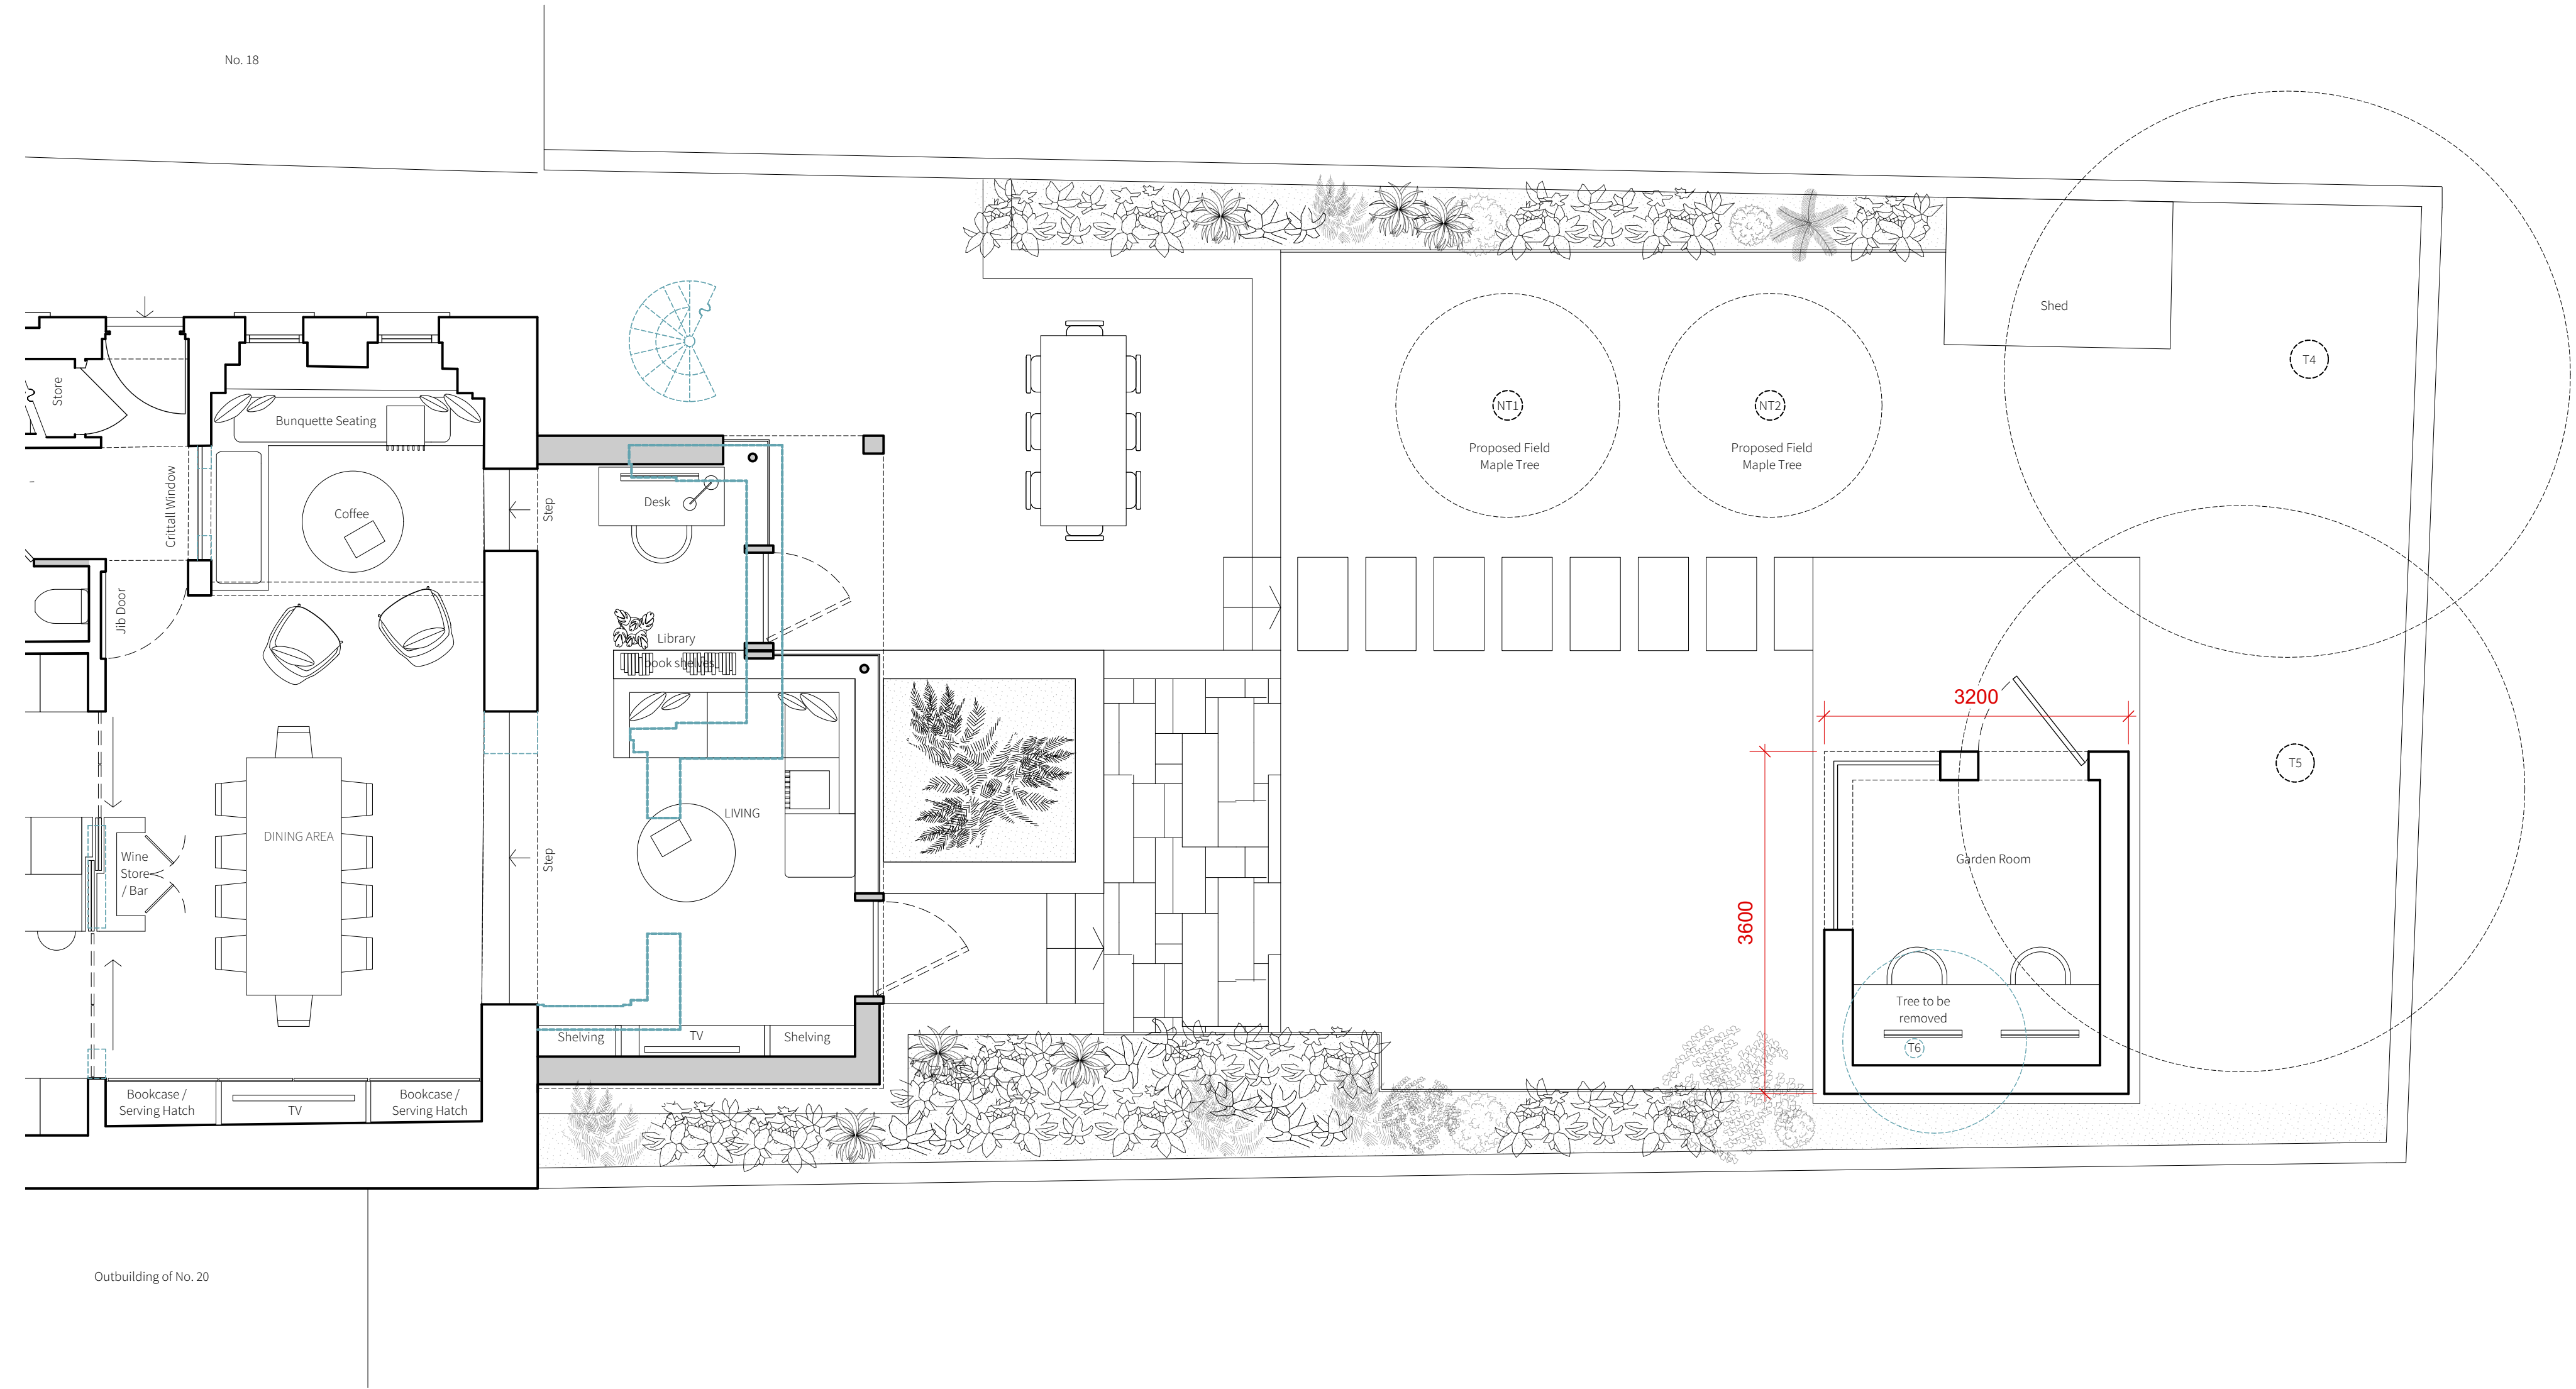 No. 18
Shed
T4
Store
Bunquette Seating
NT1
NT2
Proposed Field
Maple Tree
Proposed Field
Maple Tree
Crittall Window
Coffee
Step
Desk
Jib Door
Library
book shelves
3200
T5
LIVING
DINING AREA
Wine
Store
/ Bar
Step
Garden Room
3600
Tree to be
removed
T6
Shelving
TV
Shelving
Bookcase /
Serving Hatch
TV
Bookcase /
Serving Hatch
Outbuilding of No. 20